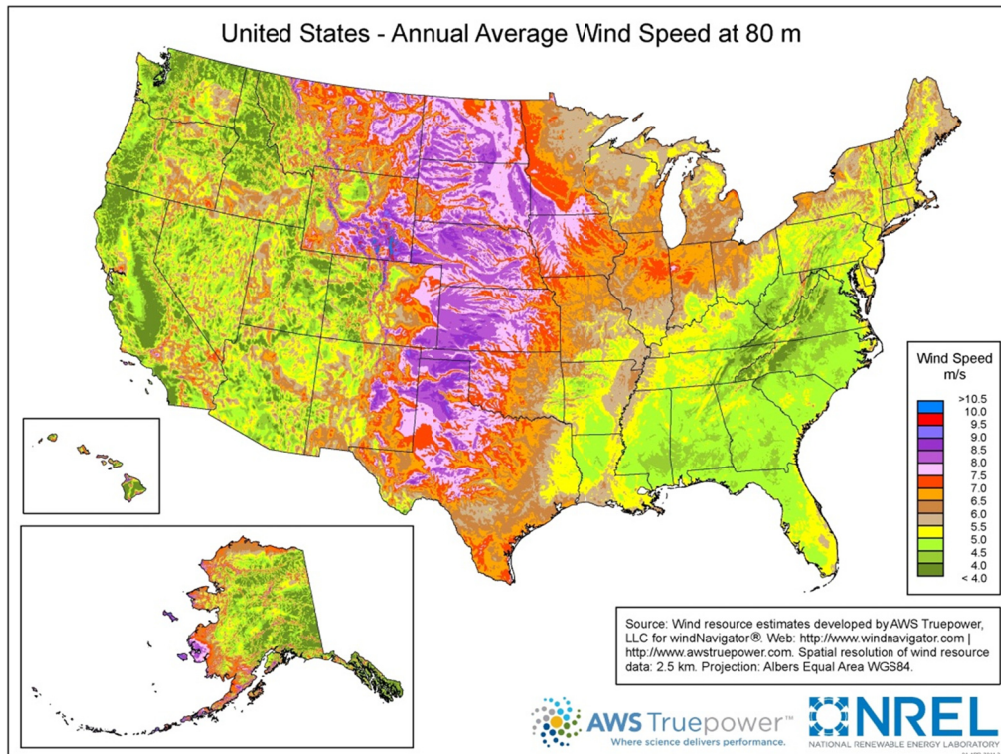 United States - Annual Average Wind Speed at 80 m
Wind Speed
m/s
>10.5
10.0
9.5
9.0
8.5
8.0
7.5
7.0
6.5
6.0
5.5
5.0
4.5
4.0
< 4.0
Source: Wind resource estimates developed by AWS Truepower,
LLC for windNavigator®. Web: http://www.windnavigator.com |
http://www.awstruepower.com. Spatial resolution of wind resource
data: 2.5 km. Projection: Albers Equal Area WGS84.
AWS Truepower™
Where science delivers performance.
NREL
NATIONAL RENEWABLE ENERGY LABORATORY